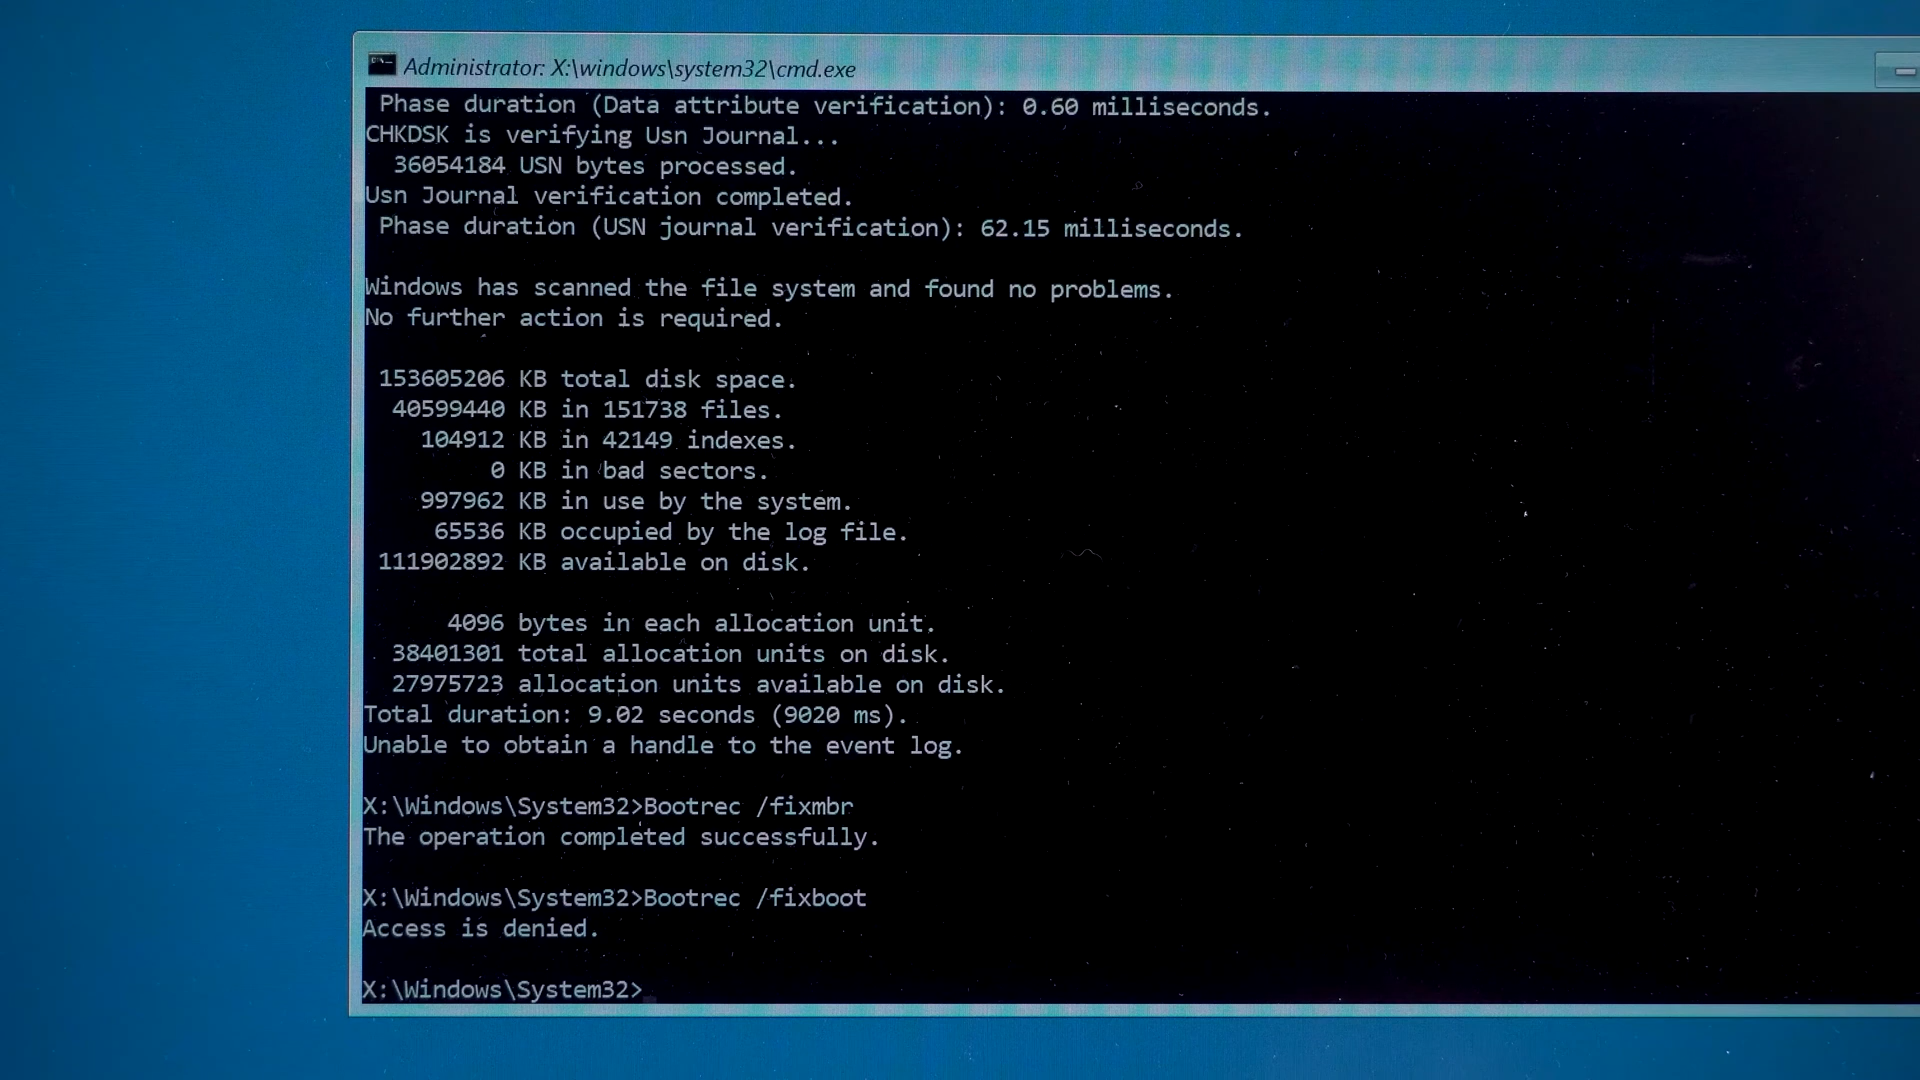 Administrator: X:\windows\system32\cmd.exe
Phase duration (Data attribute verification): 0.60 milliseconds.
CHKDSK is verifying Usn Journal...
36054184 USN bytes processed.
Usn Journal verification completed.
Phase duration (USN journal verification): 62.15 milliseconds.
Windows has scanned the file system and found no problems.
No further action is required.
153605206 KB total disk space.
40599440 KB in 151738 files.
104912 KB in 42149 indexes.
0 KB in bad sectors.
997962 KB in use by the system.
65536 KB occupied by the log file.
111902892 KB available on disk.
4096 bytes in each allocation unit.
38401301 total allocation units on disk.
27975723 allocation units available on disk.
Total duration: 9.02 seconds (9020 ms).
Unable to obtain a handle to the event log.
X:\Windows\System32>Bootrec /fixmbr
The operation completed successfully.
X:\Windows\System32>Bootrec /fixboot
Access is denied.
X:\Windows\System32>